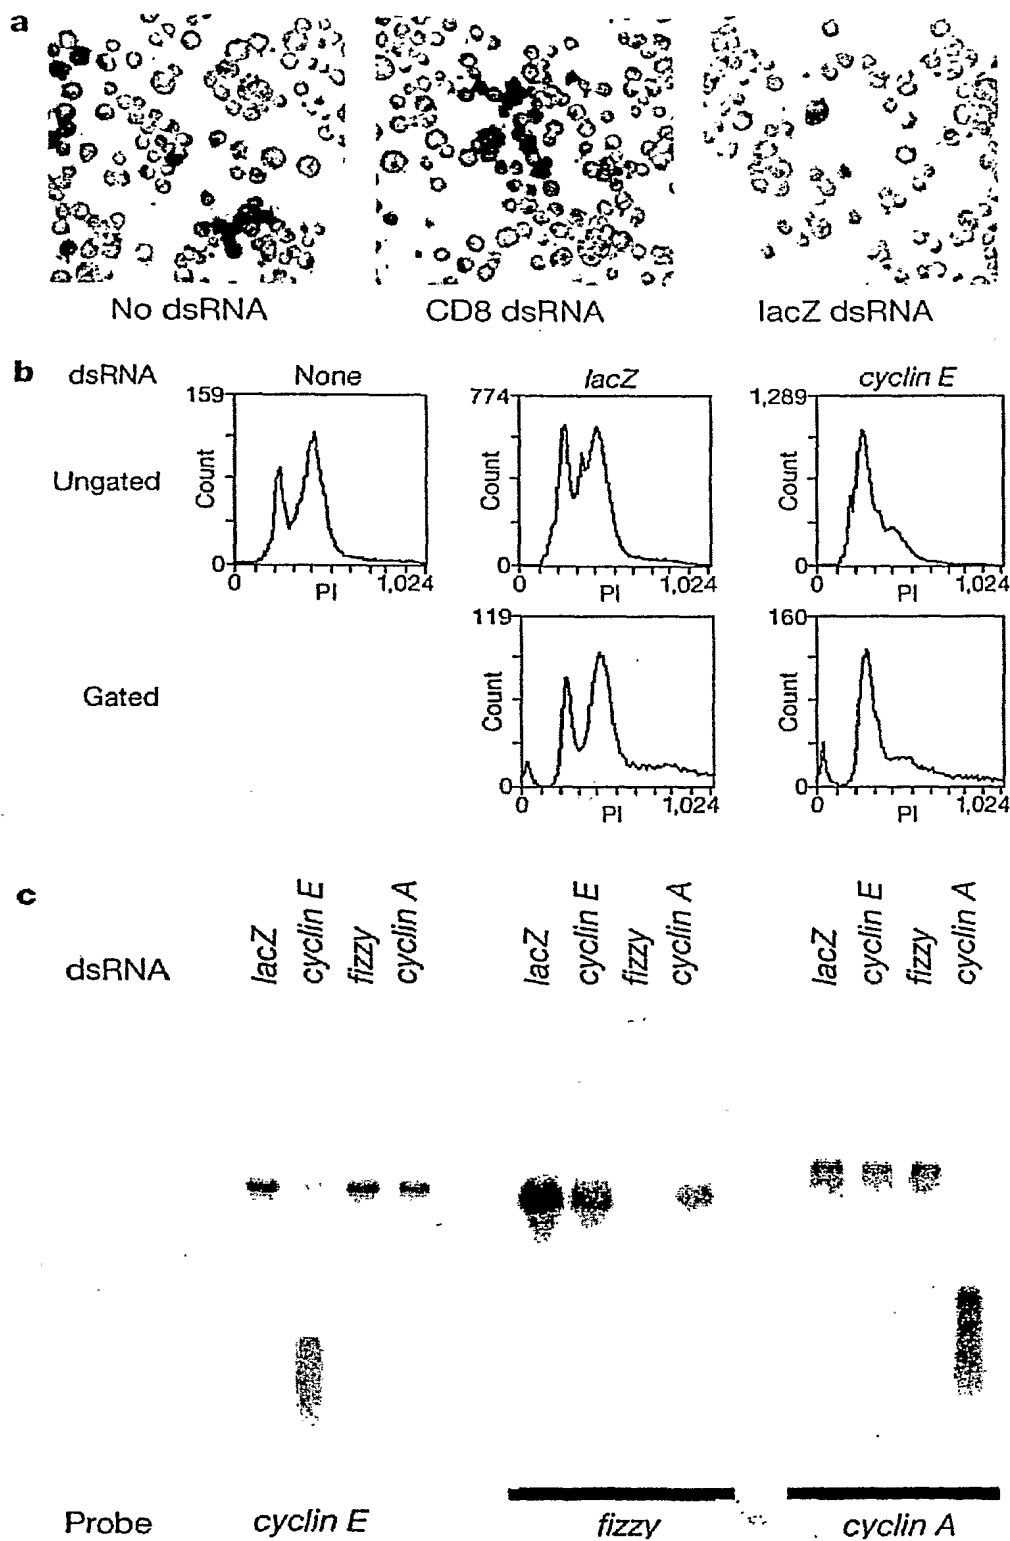 a
No dsRNA CD8 dsRNA lacZ dsRNA
b dsRNA None lacZ cyclin E
159 774 1,289
Ungated Count Count Count
0 0 0
0 1,024 0 1,024 0 1,024
PI PI PI
119 160
Gated Count Count
0 0
0 1,024 0 1,024
PI PI
c
dsRNA lacZ cyclin E fizzy cyclin A lacZ cyclin E fizzy cyclin A lacZ cyclin E fizzy cyclin A
Probe cyclin E fizzy cyclin A